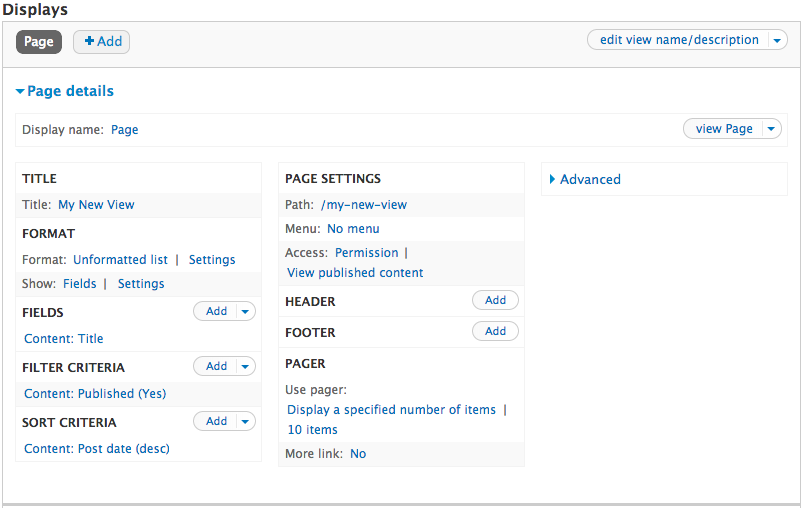 Displays
Page
+ Add
edit view name/description
Page details
Display name: Page
view Page
TITLE
Title: My New View
FORMAT
Format: Unformatted list | Settings
Show: Fields | Settings
FIELDS
Add
Content: Title
FILTER CRITERIA
Add
Content: Published (Yes)
SORT CRITERIA
Add
Content: Post date (desc)
PAGE SETTINGS
Path: /my-new-view
Menu: No menu
Access: Permission |
View published content
HEADER
Add
FOOTER
Add
PAGER
Use pager:
Display a specified number of items |
10 items
More link: No
Advanced